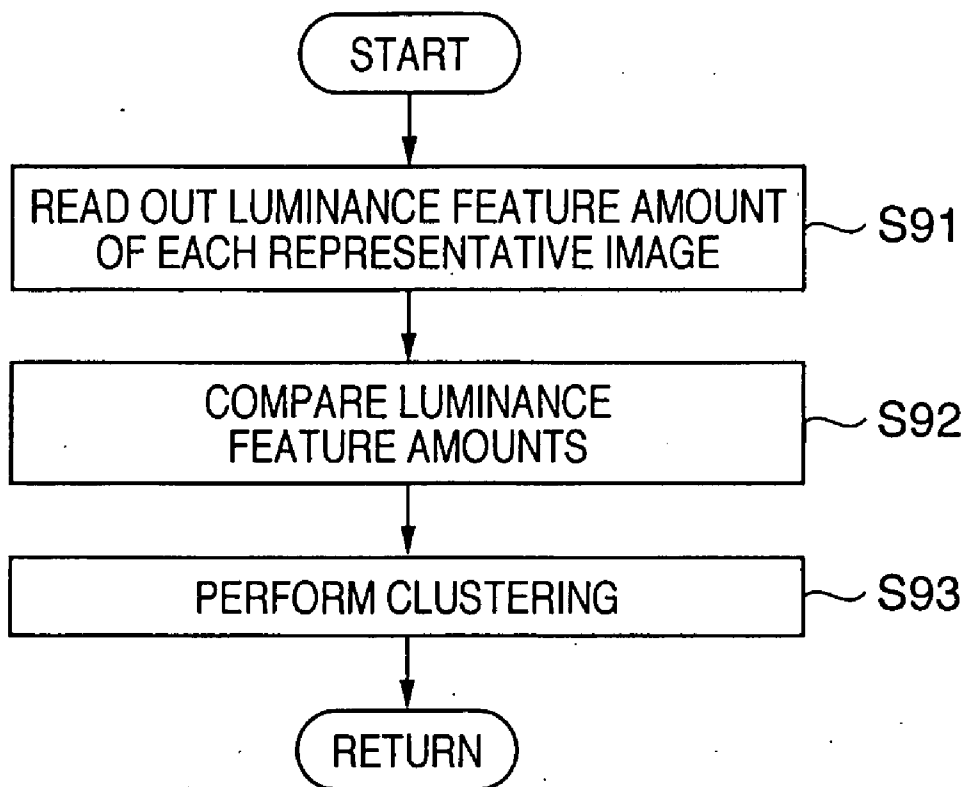 START
READ OUT LUMINANCE FEATURE AMOUNT
OF EACH REPRESENTATIVE IMAGE
S91
COMPARE LUMINANCE
FEATURE AMOUNTS
S92
PERFORM CLUSTERING
S93
RETURN